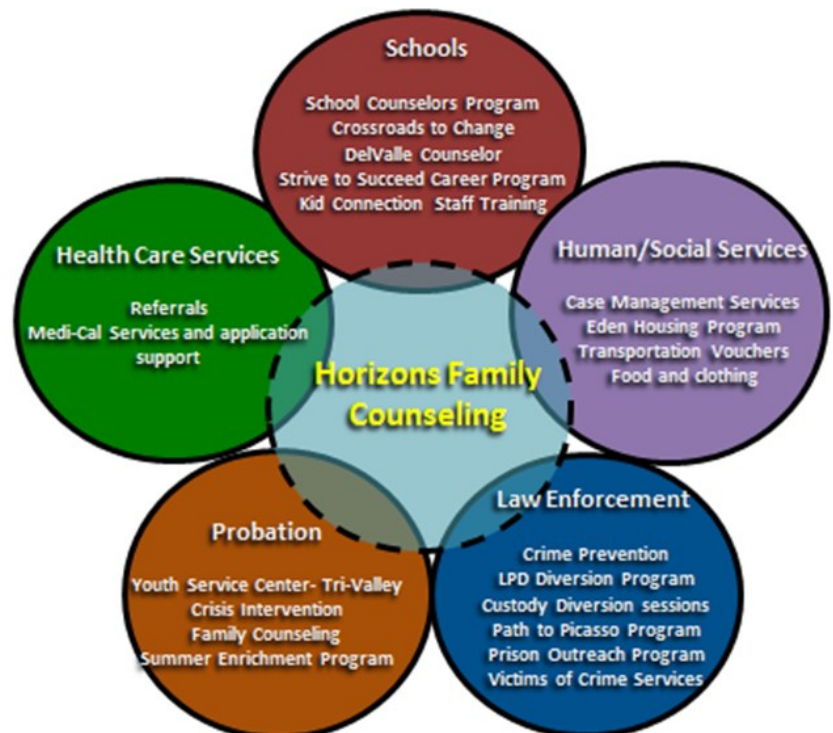 Schools
School Counselors Program
Crossroads to Change
DelValle Counselor
Strive to Succeed Career Program
Kid Connection Staff Training
Health Care Services
Referrals
Medi-Cal Services and application
support
Human/Social Services
Case Management Services
Eden Housing Program
Transportation Vouchers
Food and clothing
Horizons Family
Counseling
Probation
Youth Service Center- Tri-Valley
Crisis Intervention
Family Counseling
Summer Enrichment Program
Law Enforcement
Crime Prevention
LPD Diversion Program
Custody Diversion sessions
Path to Picasso Program
Prison Outreach Program
Victims of Crime Services